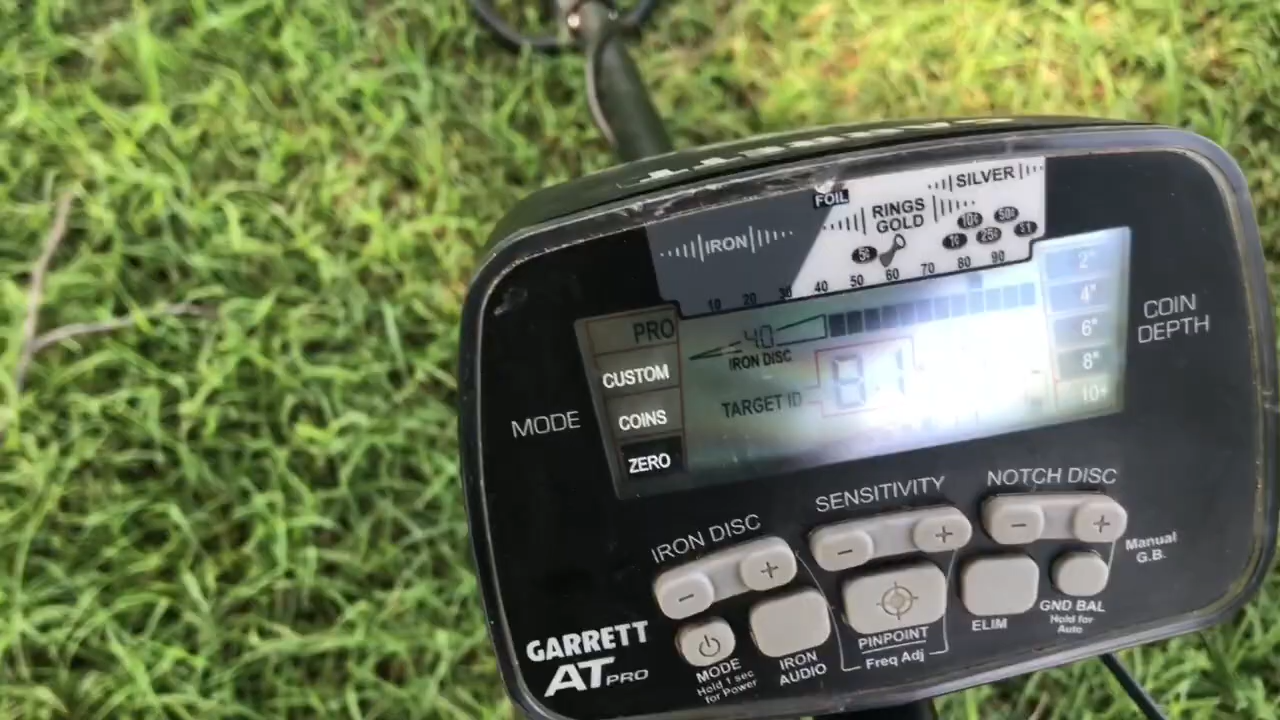 GARRETT
SILVER
FOIL
RINGS
GOLD
IRON
10¢ 50¢
5¢ 1¢ 25¢ $1
10 20 30 40 50 60 70 80 90
PRO
CUSTOM
COINS
ZERO
MODE
40
IRON DISC
TARGET ID
81
2"
4"
6"
8"
10+
COIN
DEPTH
IRON DISC
SENSITIVITY
NOTCH DISC
- +
- +
- +
Manual
G.B.
GARRETT
AT PRO
MODE
Hold 1 sec
for Power
IRON
AUDIO
PINPOINT
Freq Adj
ELIM
GND BAL
Hold for
Auto